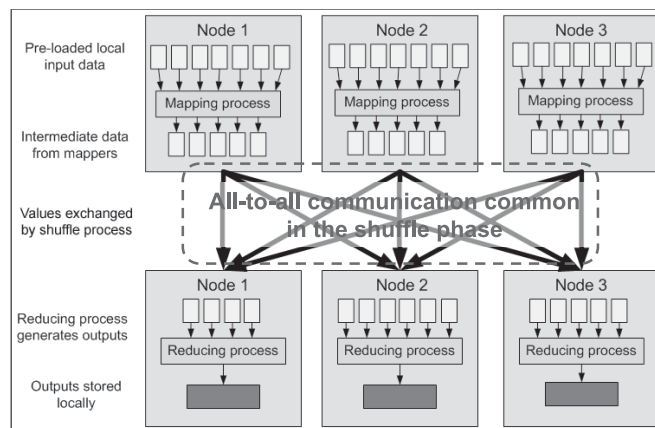 Node 1
Node 2
Node 3
Pre-loaded local
input data
Mapping process
Mapping process
Mapping process
Intermediate data
from mappers
All-to-all communication common
in the shuffle phase
Values exchanged
by shuffle process
Node 1
Node 2
Node 3
Reducing process
generates outputs
Reducing process
Reducing process
Reducing process
Outputs stored
locally